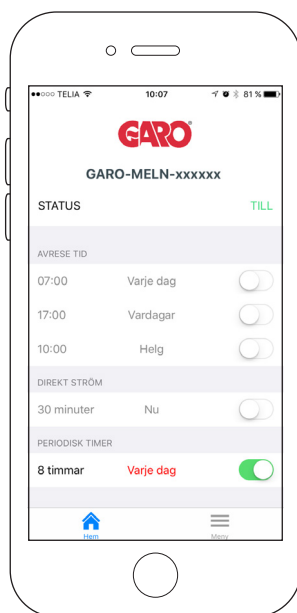 TELIA 10:07 81 %
GARO
GARO-MELN-xxxxxx
STATUS TILL
AVRESE TID
07:00 Varje dag
17:00 Vardagar
10:00 Helg
DIREKT STRÖM
30 minuter Nu
PERIODISK TIMER
8 timmar Varje dag
Hem Meny